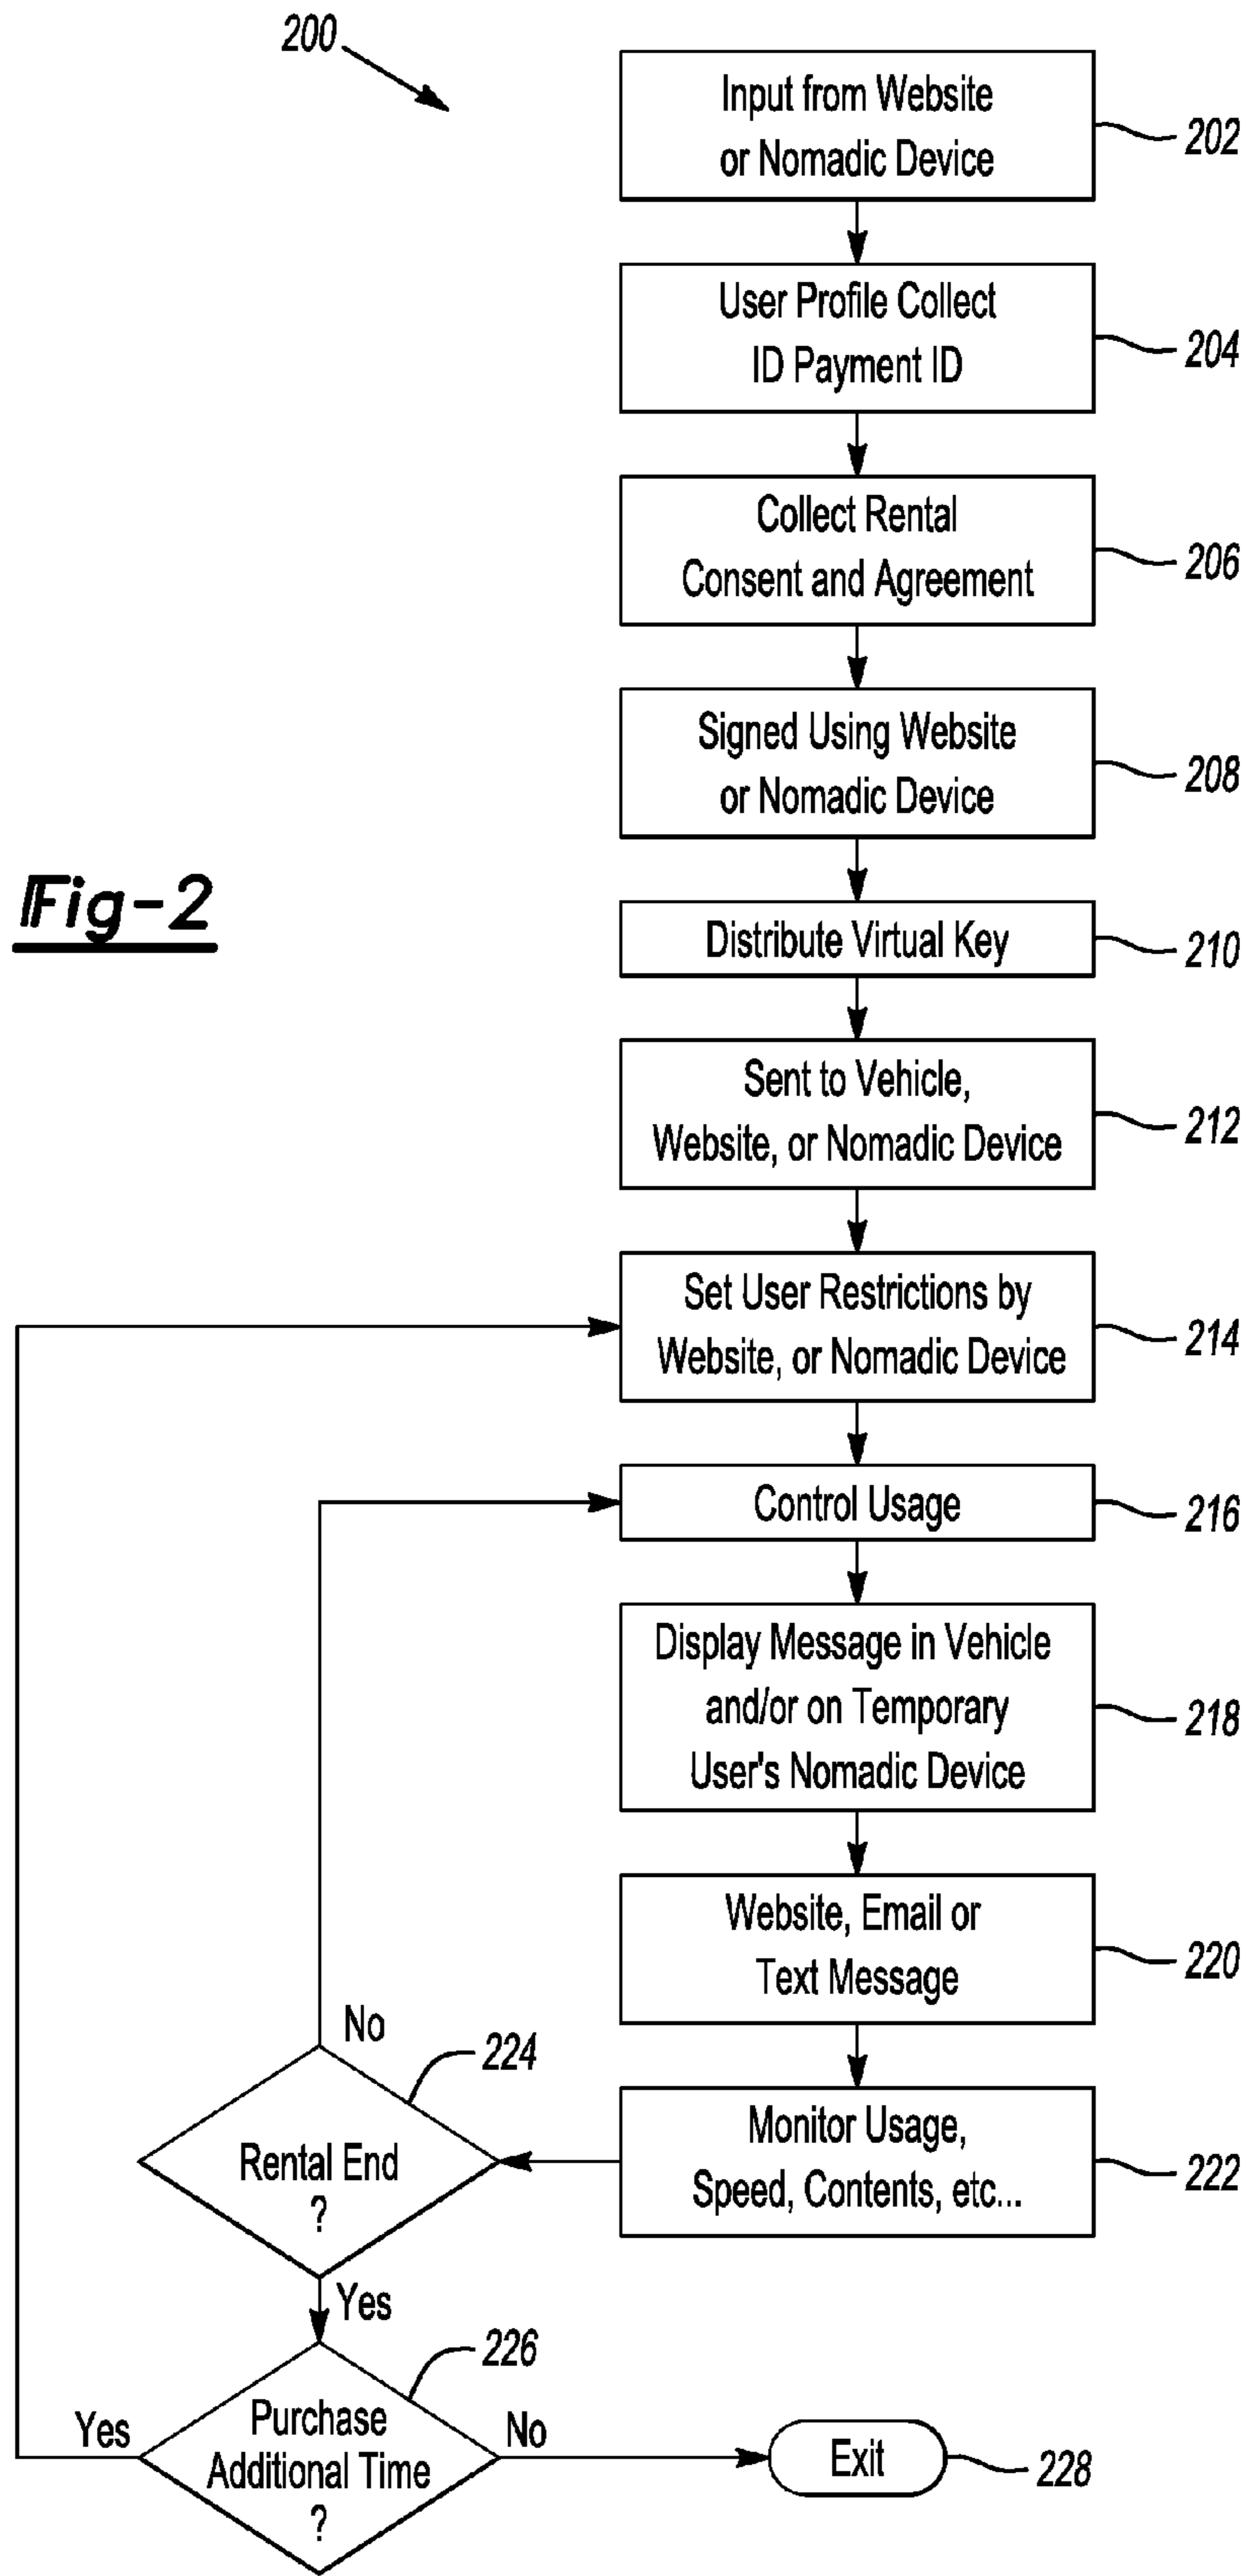 200
Input from Website
or Nomadic Device
202
User Profile Collect
ID Payment ID
204
Collect Rental
Consent and Agreement
206
Signed Using Website
or Nomadic Device
208
Fig-2
Distribute Virtual Key
210
Sent to Vehicle,
Website, or Nomadic Device
212
Set User Restrictions by
Website, or Nomadic Device
214
Control Usage
216
Display Message in Vehicle
and/or on Temporary
User's Nomadic Device
218
Website, Email or
Text Message
220
No
224
Monitor Usage,
Speed, Contents, etc...
222
Rental End
?
Yes
226
Yes
Purchase
Additional Time
?
No
Exit
228